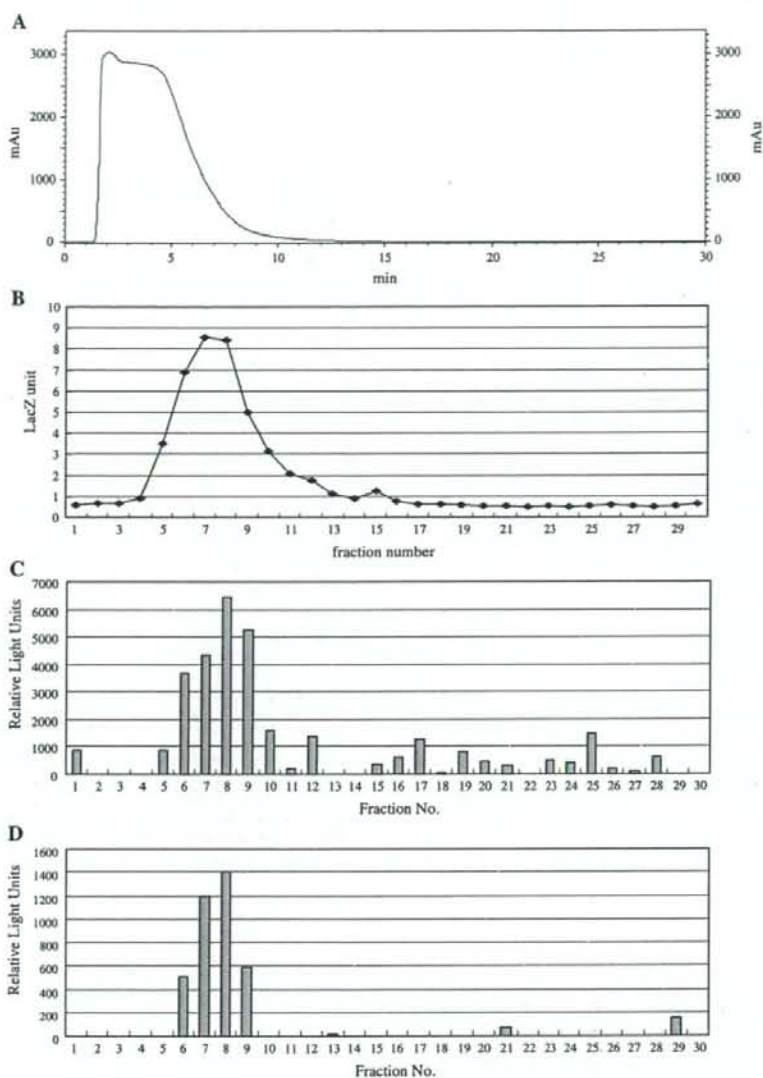 A
3000
2000
1000
0
mAu
3000
2000
1000
0
mAu
0 5 10 15 20 25 30
min
B
10
9
8
7
6
5
4
3
2
1
0
LacZ unit
1 3 5 7 9 11 13 15 17 19 21 23 25 27 29
fraction number
C
7000
6000
5000
4000
3000
2000
1000
0
Relative Light Units
1 2 3 4 5 6 7 8 9 10 11 12 13 14 15 16 17 18 19 20 21 22 23 24 25 26 27 28 29 30
Fraction No.
D
1600
1400
1200
1000
800
600
400
200
0
Relative Light Units
1 2 3 4 5 6 7 8 9 10 11 12 13 14 15 16 17 18 19 20 21 22 23 24 25 26 27 28 29 30
Fraction No.